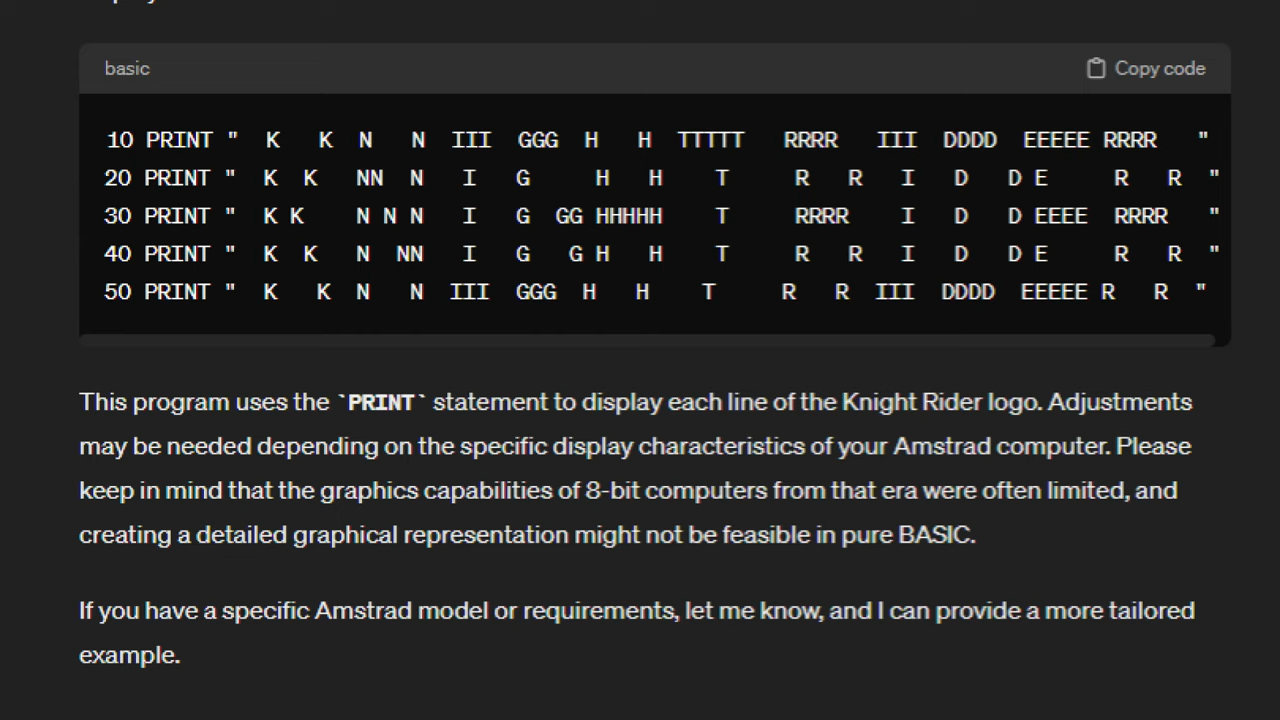 basic Copy code
10 PRINT "  K   K  N   N  III  GGG  H   H  TTTTT   RRRR   III  DDDD  EEEEE RRRR   "
20 PRINT "  K  K   NN  N   I   G     H   H    T     R   R   I   D   D E     R   R  "
30 PRINT "  K K    N N N   I   G  GG HHHHH    T     RRRR    I   D   D EEEE  RRRR    "
40 PRINT "  K  K   N  NN   I   G   G H   H    T     R   R   I   D   D E     R   R  "
50 PRINT "  K   K  N   N  III  GGG  H   H    T     R   R  III  DDDD  EEEEE R   R  "
This program uses the `PRINT` statement to display each line of the Knight Rider logo. Adjustments
may be needed depending on the specific display characteristics of your Amstrad computer. Please
keep in mind that the graphics capabilities of 8-bit computers from that era were often limited, and
creating a detailed graphical representation might not be feasible in pure BASIC.
If you have a specific Amstrad model or requirements, let me know, and I can provide a more tailored
example.